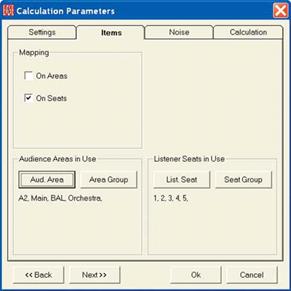 Calculation Parameters
Settings Items Noise Calculation
Mapping
On Areas
On Seats
Audience Areas in Use Listener Seats in Use
Aud. Area Area Group List. Seat Seat Group
A2, Main, BAL, Orchestra, 1, 2, 3, 4, 5,
<< Back Next >> Ok Cancel